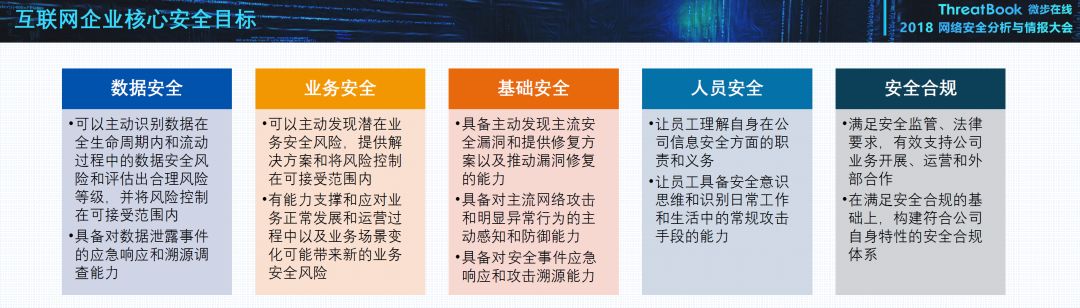 互联网企业核心安全目标
ThreatBook 微步在线
2018 网络安全分析与情报大会
数据安全
•可以主动识别数据在
全生命周期内和流动
过程中的数据安全风
险和评估出合理风险
等级，并将风险控制
在可接受范围内
•具备对数据泄露事件
的应急响应和溯源调
查能力
业务安全
•可以主动发现潜在业
务安全风险，提供解
决方案和将风险控制
在可接受范围内
•有能力支撑和应对业
务正常发展和运营过
程中以及业务场景变
化可能带来新的业务
安全风险
基础安全
•具备主动发现主流安
全漏洞和提供修复方
案以及推动漏洞修复
的能力
•具备对主流网络攻击
和明显异常行为的主
动感知和防御能力
•具备对安全事件应急
响应和攻击溯源能力
人员安全
•让员工理解自身在公
司信息安全方面的职
责和义务
•让员工具备安全意识
思维和识别日常工作
和生活中的常规攻击
手段的能力
安全合规
•满足安全监管、法律
要求，有效支持公司
业务开展、运营和外
部合作
•在满足安全合规的基
础上，构建符合公司
自身特性的安全合规
体系